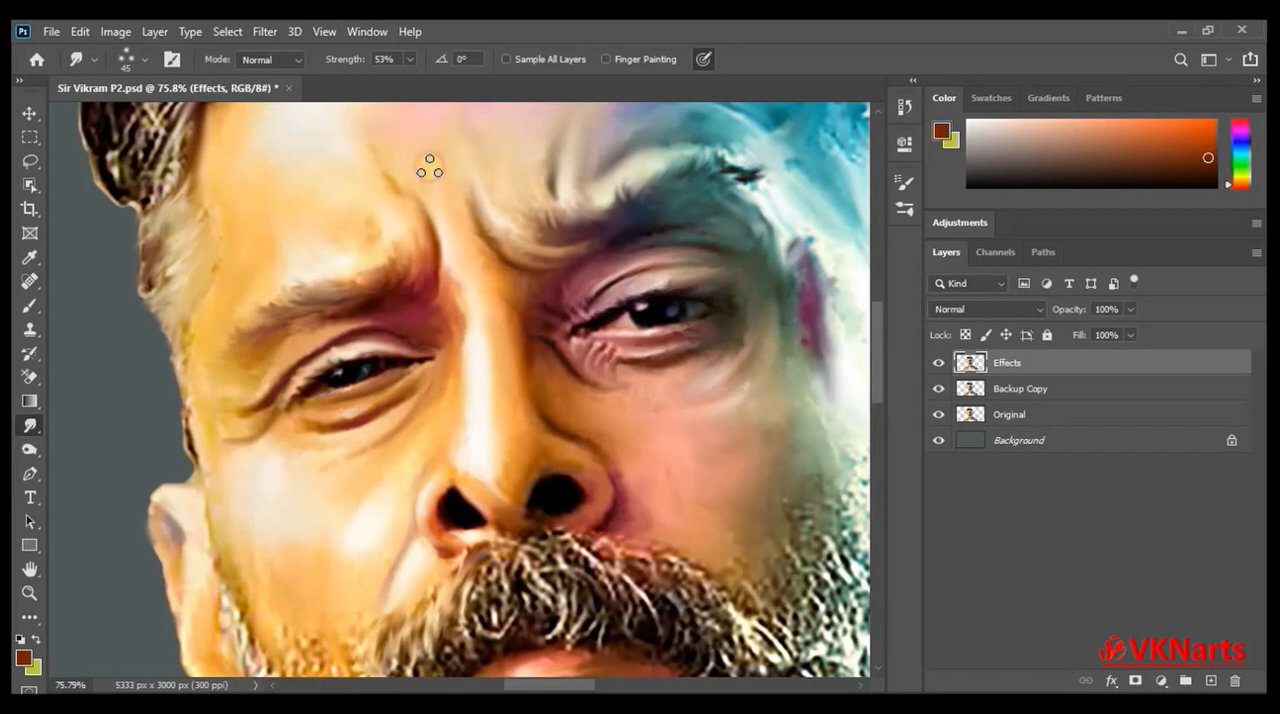 Ps File Edit Image Layer Type Select Filter 3D View Window Help
45 Mode: Normal Strength: 53% 0° Sample All Layers Finger Painting
Sir Vikram P2.psd @ 75.8% (Effects, RGB/8#) * ×
Color Swatches Gradients Patterns
Adjustments
Layers Channels Paths
Kind
Normal Opacity: 100%
Lock: Fill: 100%
Effects
Backup Copy
Original
Background
VKNarts
75.79% 5333 px x 3000 px (300 ppi)